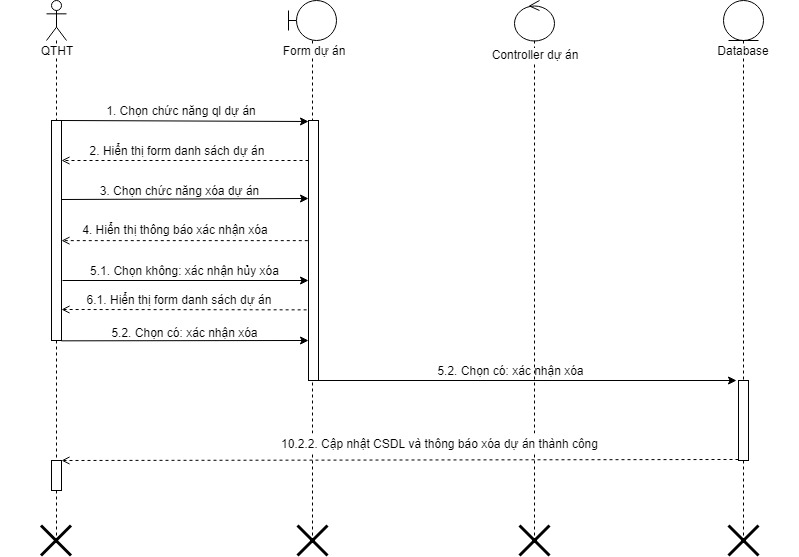 QTHT
Form dự án
Controller dự án
Database
1. Chọn chức năng ql dự án
2. Hiển thị form danh sách dự án
3. Chọn chức năng xóa dự án
4. Hiển thị thông báo xác nhận xóa
5.1. Chọn không: xác nhận hủy xóa
6.1. Hiển thị form danh sách dự án
5.2. Chọn có: xác nhận xóa
5.2. Chọn có: xác nhận xóa
10.2.2. Cập nhật CSDL và thông báo xóa dự án thành công